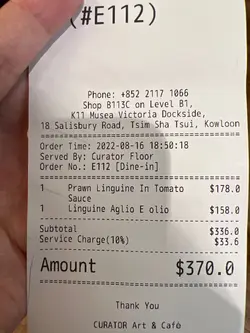 (#E112)
Phone: +852 2117 1066
Shop B113C on Level B1,
K11 Musea Victoria Dockside,
18 Salisbury Road, Tsim Sha Tsui, Kowloon
Order Time: 2022-08-16 18:50:18
Served By: Curator Floor
Order No.: E112 [Dine-in]
1 Prawn Linguine In Tomato Sauce $178.0
1 Linguine Aglio E olio $158.0
Subtotal $336.0
Service Charge(10%) $33.6
Amount $370.0
Thank You
CURATOR Art & Cafè